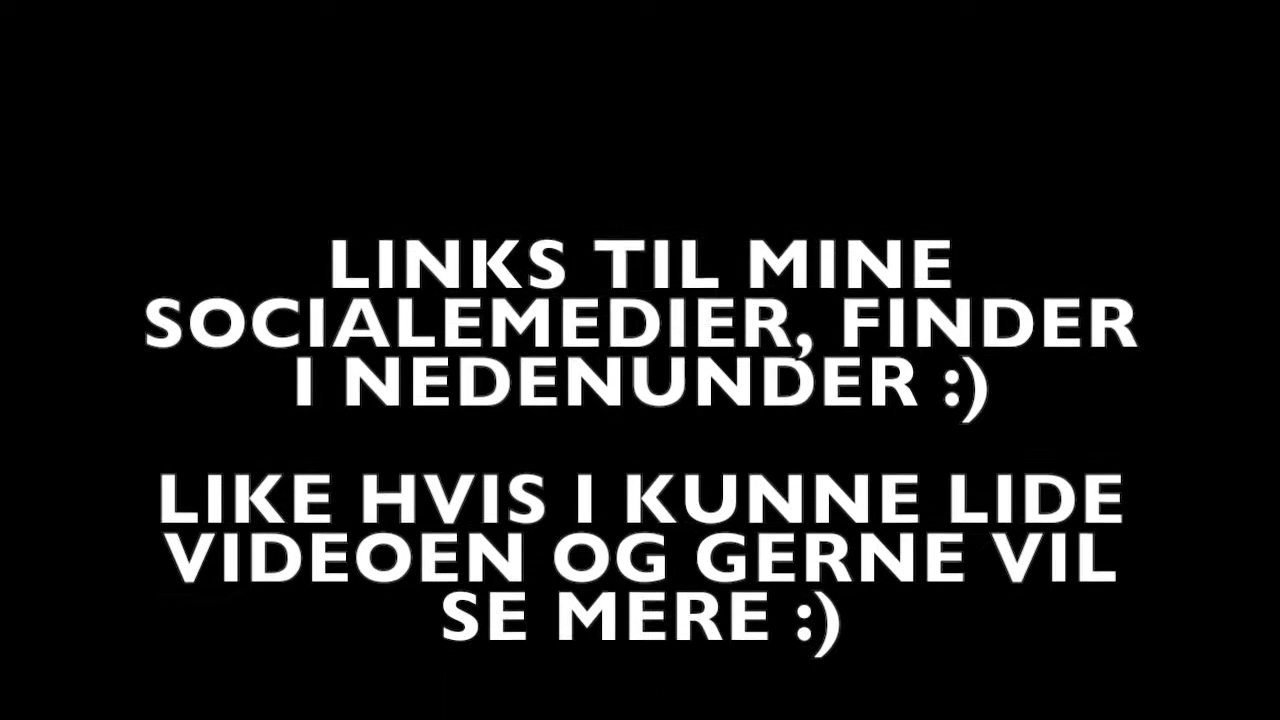 LINKS TIL MINE
SOCIALEMEDIER, FINDER
I NEDENUNDER :)
LIKE HVIS I KUNNE LIDE
VIDEOEN OG GERNE VIL
SE MERE :)